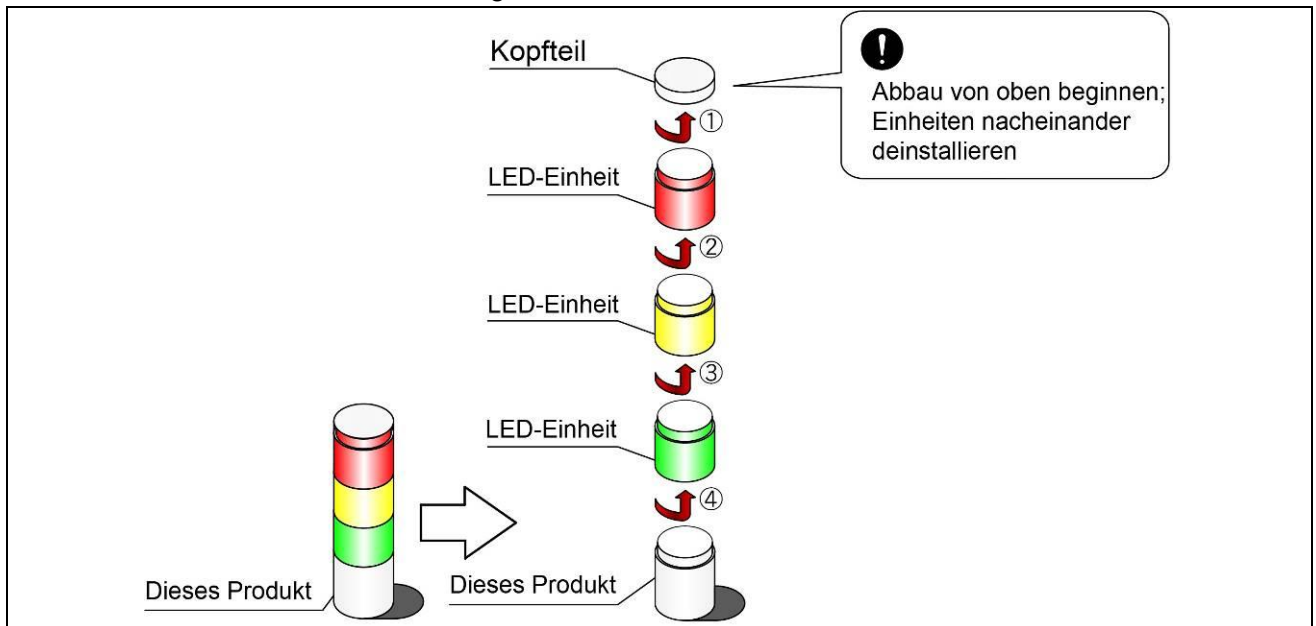 Kopfteil
Abbau von oben beginnen;
Einheiten nacheinander
deinstallieren
①
LED-Einheit
②
LED-Einheit
③
LED-Einheit
④
Dieses Produkt
Dieses Produkt